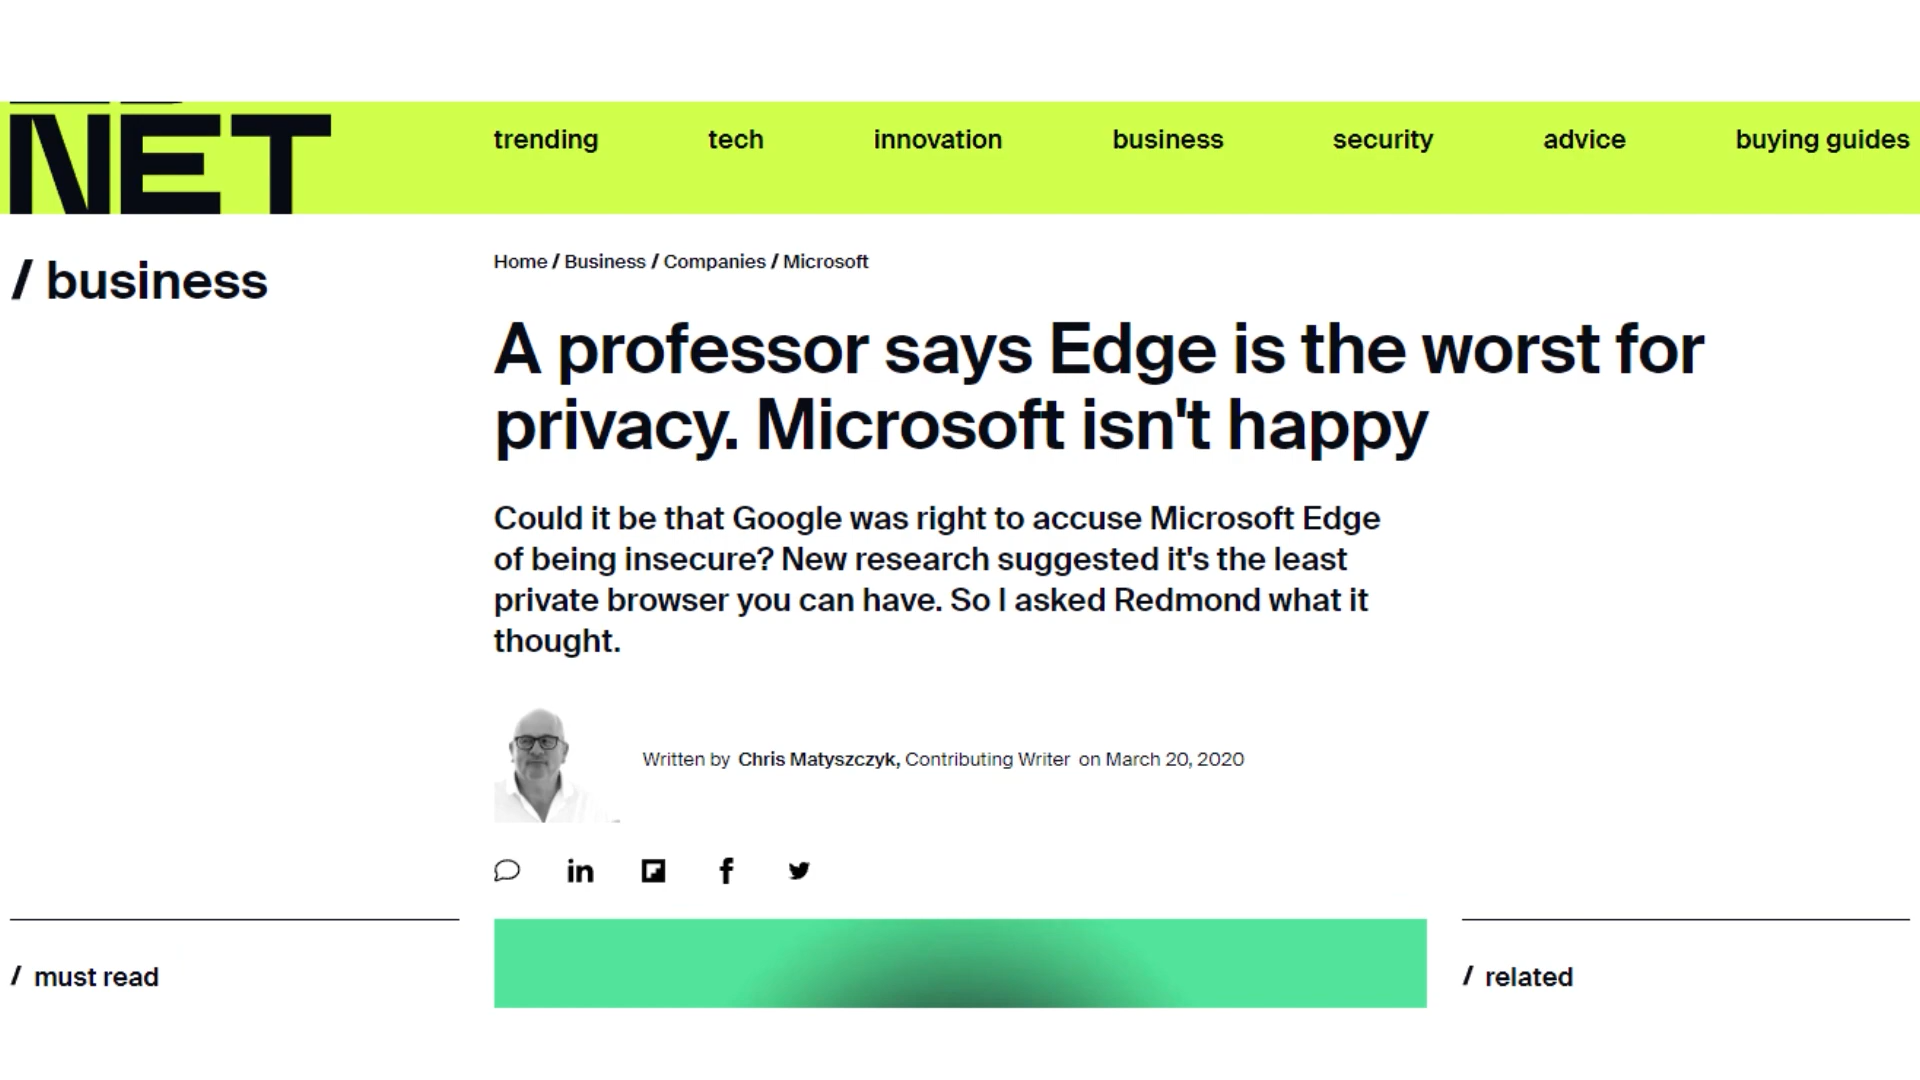 NET
trending tech innovation business security advice buying guides
/ business
Home / Business / Companies / Microsoft
A professor says Edge is the worst for
privacy. Microsoft isn't happy
Could it be that Google was right to accuse Microsoft Edge
of being insecure? New research suggested it's the least
private browser you can have. So I asked Redmond what it
thought.
Written by Chris Matyszczyk, Contributing Writer on March 20, 2020
/ must read
/ related